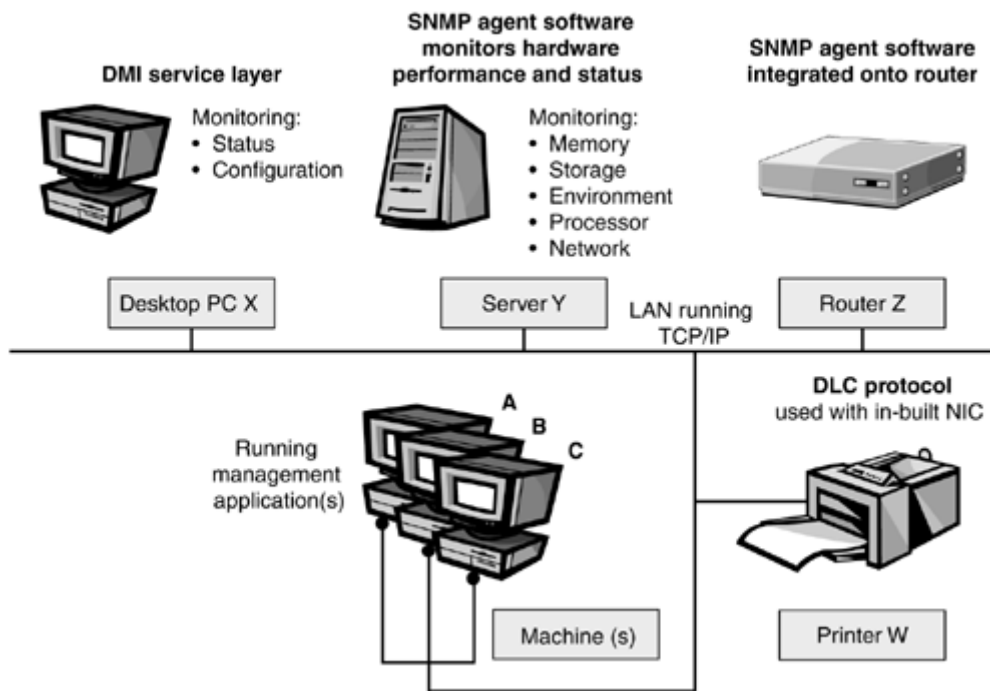 DMI service layer
Monitoring:
• Status
• Configuration
Desktop PC X
SNMP agent software
monitors hardware
performance and status
Monitoring:
• Memory
• Storage
• Environment
• Processor
• Network
Server Y
SNMP agent software
integrated onto router
Router Z
LAN running
TCP/IP
Running
management
application(s)
A
B
C
Machine (s)
DLC protocol
used with in-built NIC
Printer W